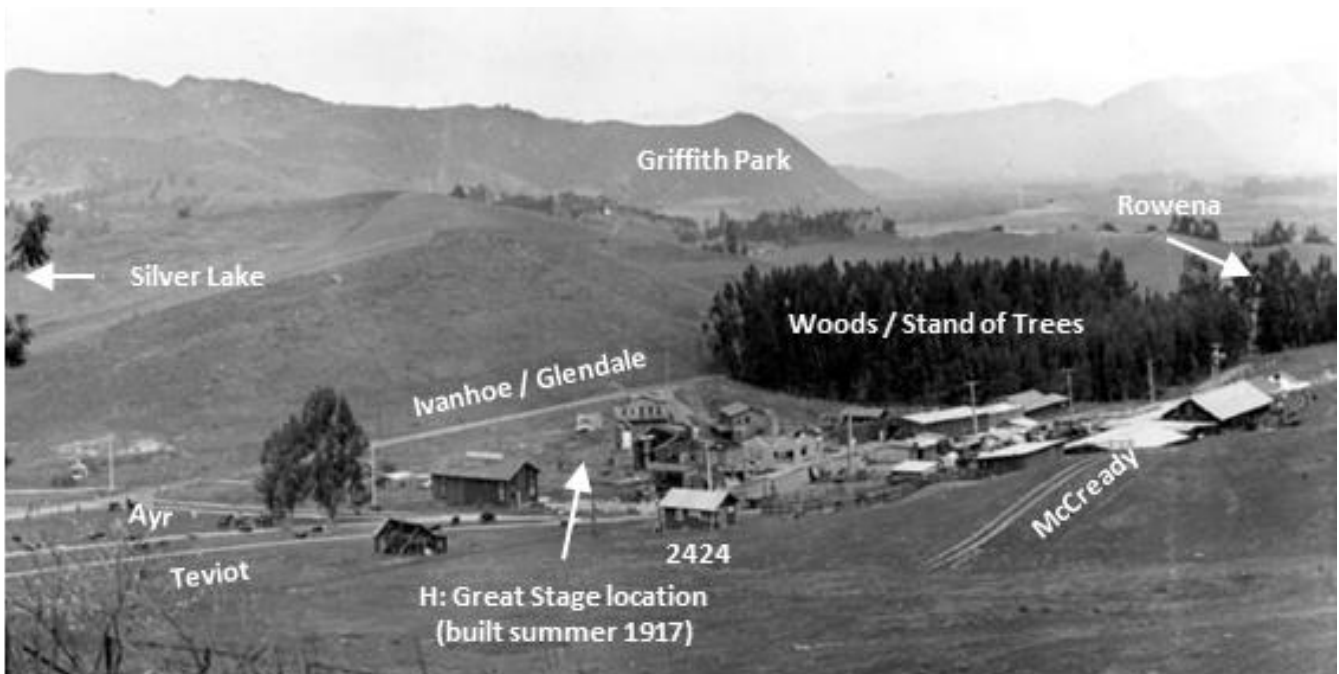 Griffith Park
Rowena
Silver Lake
Woods / Stand of Trees
Ivanhoe / Glendale
Ayr
McCready
Teviot
2424
H: Great Stage location
(built summer 1917)